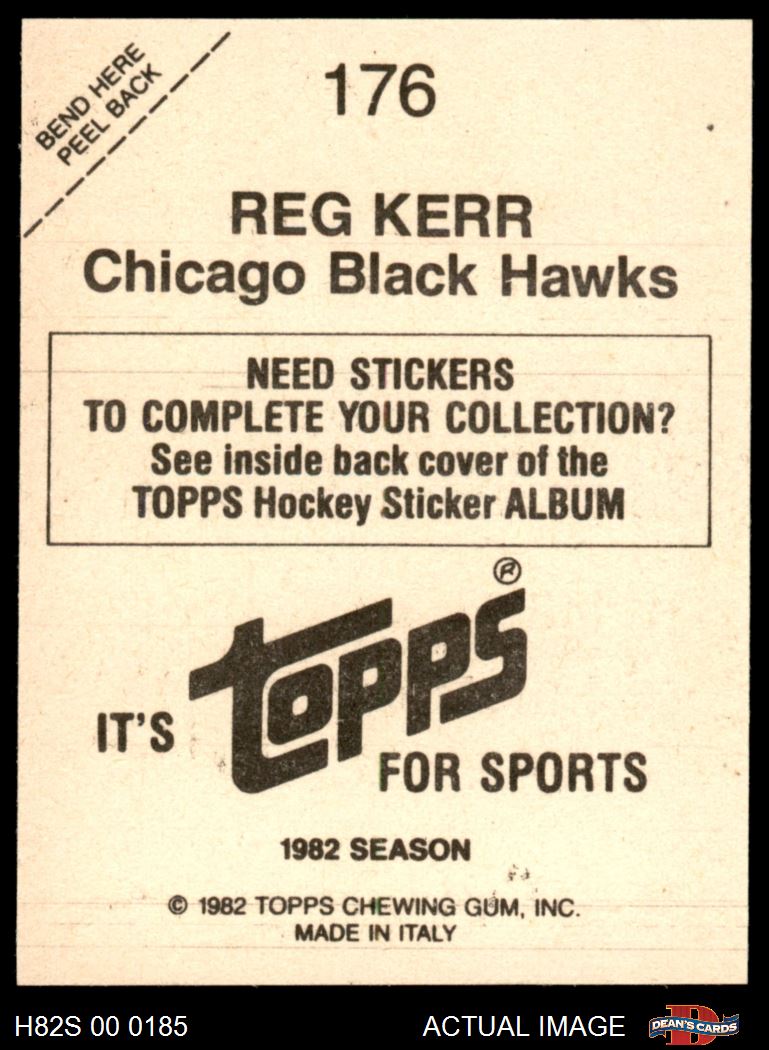 BEND HERE
PEEL BACK
176
REG KERR
Chicago Black Hawks
NEED STICKERS
TO COMPLETE YOUR COLLECTION?
See inside back cover of the
TOPPS Hockey Sticker ALBUM
topps®
IT'S
FOR SPORTS
1982 SEASON
© 1982 TOPPS CHEWING GUM, INC.
MADE IN ITALY
H82S 00 0185
ACTUAL IMAGE
D
DEAN'S CARDS